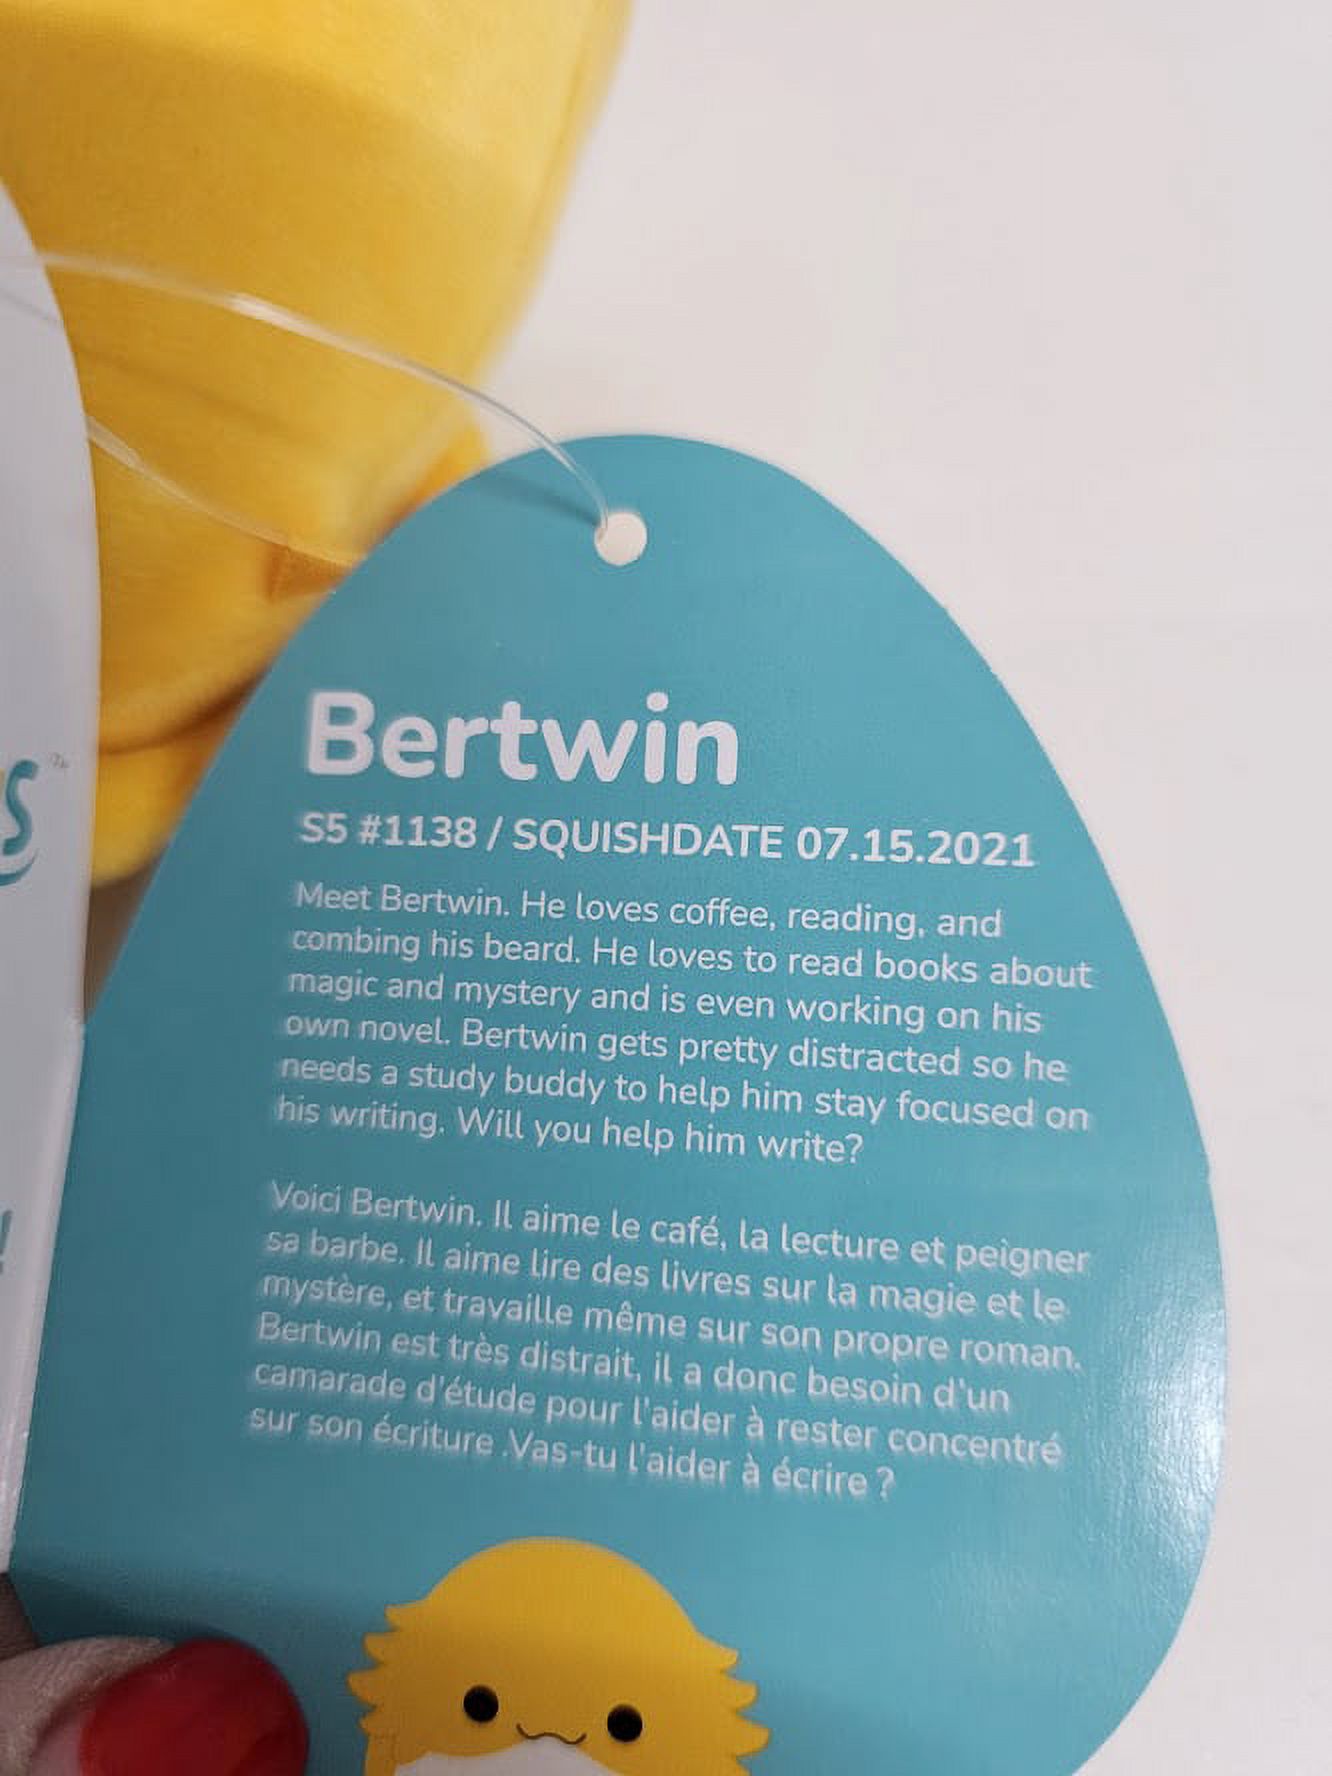 Bertwin
S5 #1138 / SQUISHDATE 07.15.2021
Meet Bertwin. He loves coffee, reading, and
combing his beard. He loves to read books about
magic and mystery and is even working on his
own novel. Bertwin gets pretty distracted so he
needs a study buddy to help him stay focused on
his writing. Will you help him write?
Voici Bertwin. Il aime le café, la lecture et peigner
sa barbe. Il aime lire des livres sur la magie et le
mystère, et travaille même sur son propre roman.
Bertwin est très distrait, il a donc besoin d'un
camarade d'étude pour l'aider à rester concentré
sur son écriture .Vas-tu l'aider à écrire ?